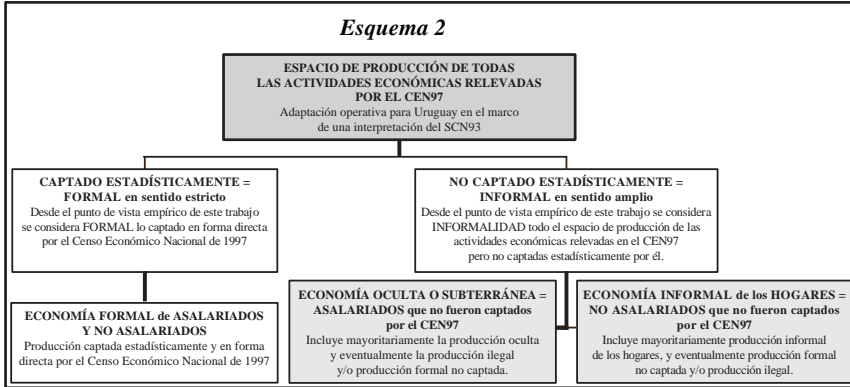 Esquema 2
ESPACIO DE PRODUCCIÓN DE TODAS
LAS ACTIVIDADES ECONÓMICAS RELEVADAS
POR EL CEN97
Adaptación operativa para Uruguay en el marco
de una interpretación del SCN93
CAPTADO ESTADÍSTICAMENTE =
FORMAL en sentido estricto
Desde el punto de vista empírico de este trabajo
se considera FORMAL lo captado en forma directa
por el Censo Económico Nacional de 1997
NO CAPTADO ESTADÍSTICAMENTE =
INFORMAL en sentido amplio
Desde el punto de vista empírico de este trabajo se considera
INFORMALIDAD todo el espacio de producción de las
actividades económicas relevadas en el CEN97
pero no captadas estadísticamente por él.
ECONOMÍA FORMAL de ASALARIADOS
Y NO ASALARIADOS
Producción captada estadísticamente y en forma
directa por el Censo Económico Nacional de 1997
ECONOMÍA OCULTA O SUBTERRÁNEA =
ASALARIADOS que no fueron captados
por el CEN97
Incluye mayoritariamente la producción oculta
y eventualmente la producción ilegal
y/o producción formal no captada.
ECONOMÍA INFORMAL de los HOGARES =
NO ASALARIADOS que no fueron captados
por el CEN97
Incluye mayoritariamente producción informal
de los hogares, y eventualmente producción formal
no captada y/o producción ilegal.